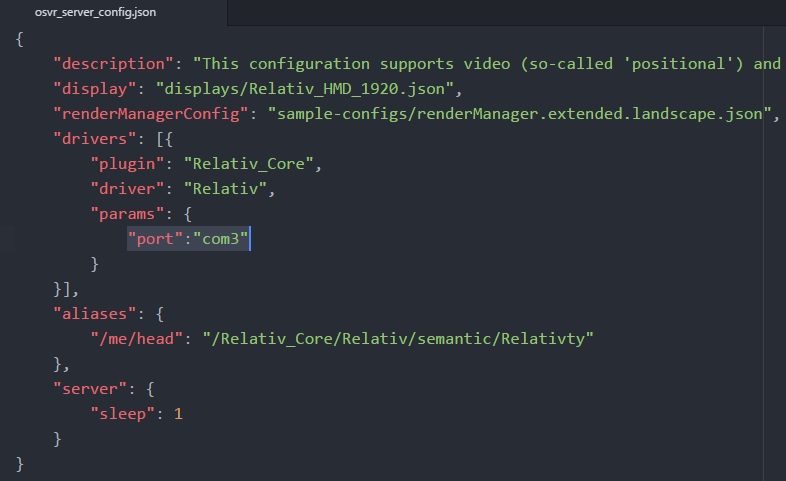 osvr_server_config.json
{
    "description": "This configuration supports video (so-called 'positional') and
    "display": "displays/Relativ_HMD_1920.json",
    "renderManagerConfig": "sample-configs/renderManager.extended.landscape.json",
    "drivers": [{
        "plugin": "Relativ_Core",
        "driver": "Relativ",
        "params": {
            "port":"com3"
        }
    }],
    "aliases": {
        "/me/head": "/Relativ_Core/Relativ/semantic/Relativty"
    },
    "server": {
        "sleep": 1
    }
}